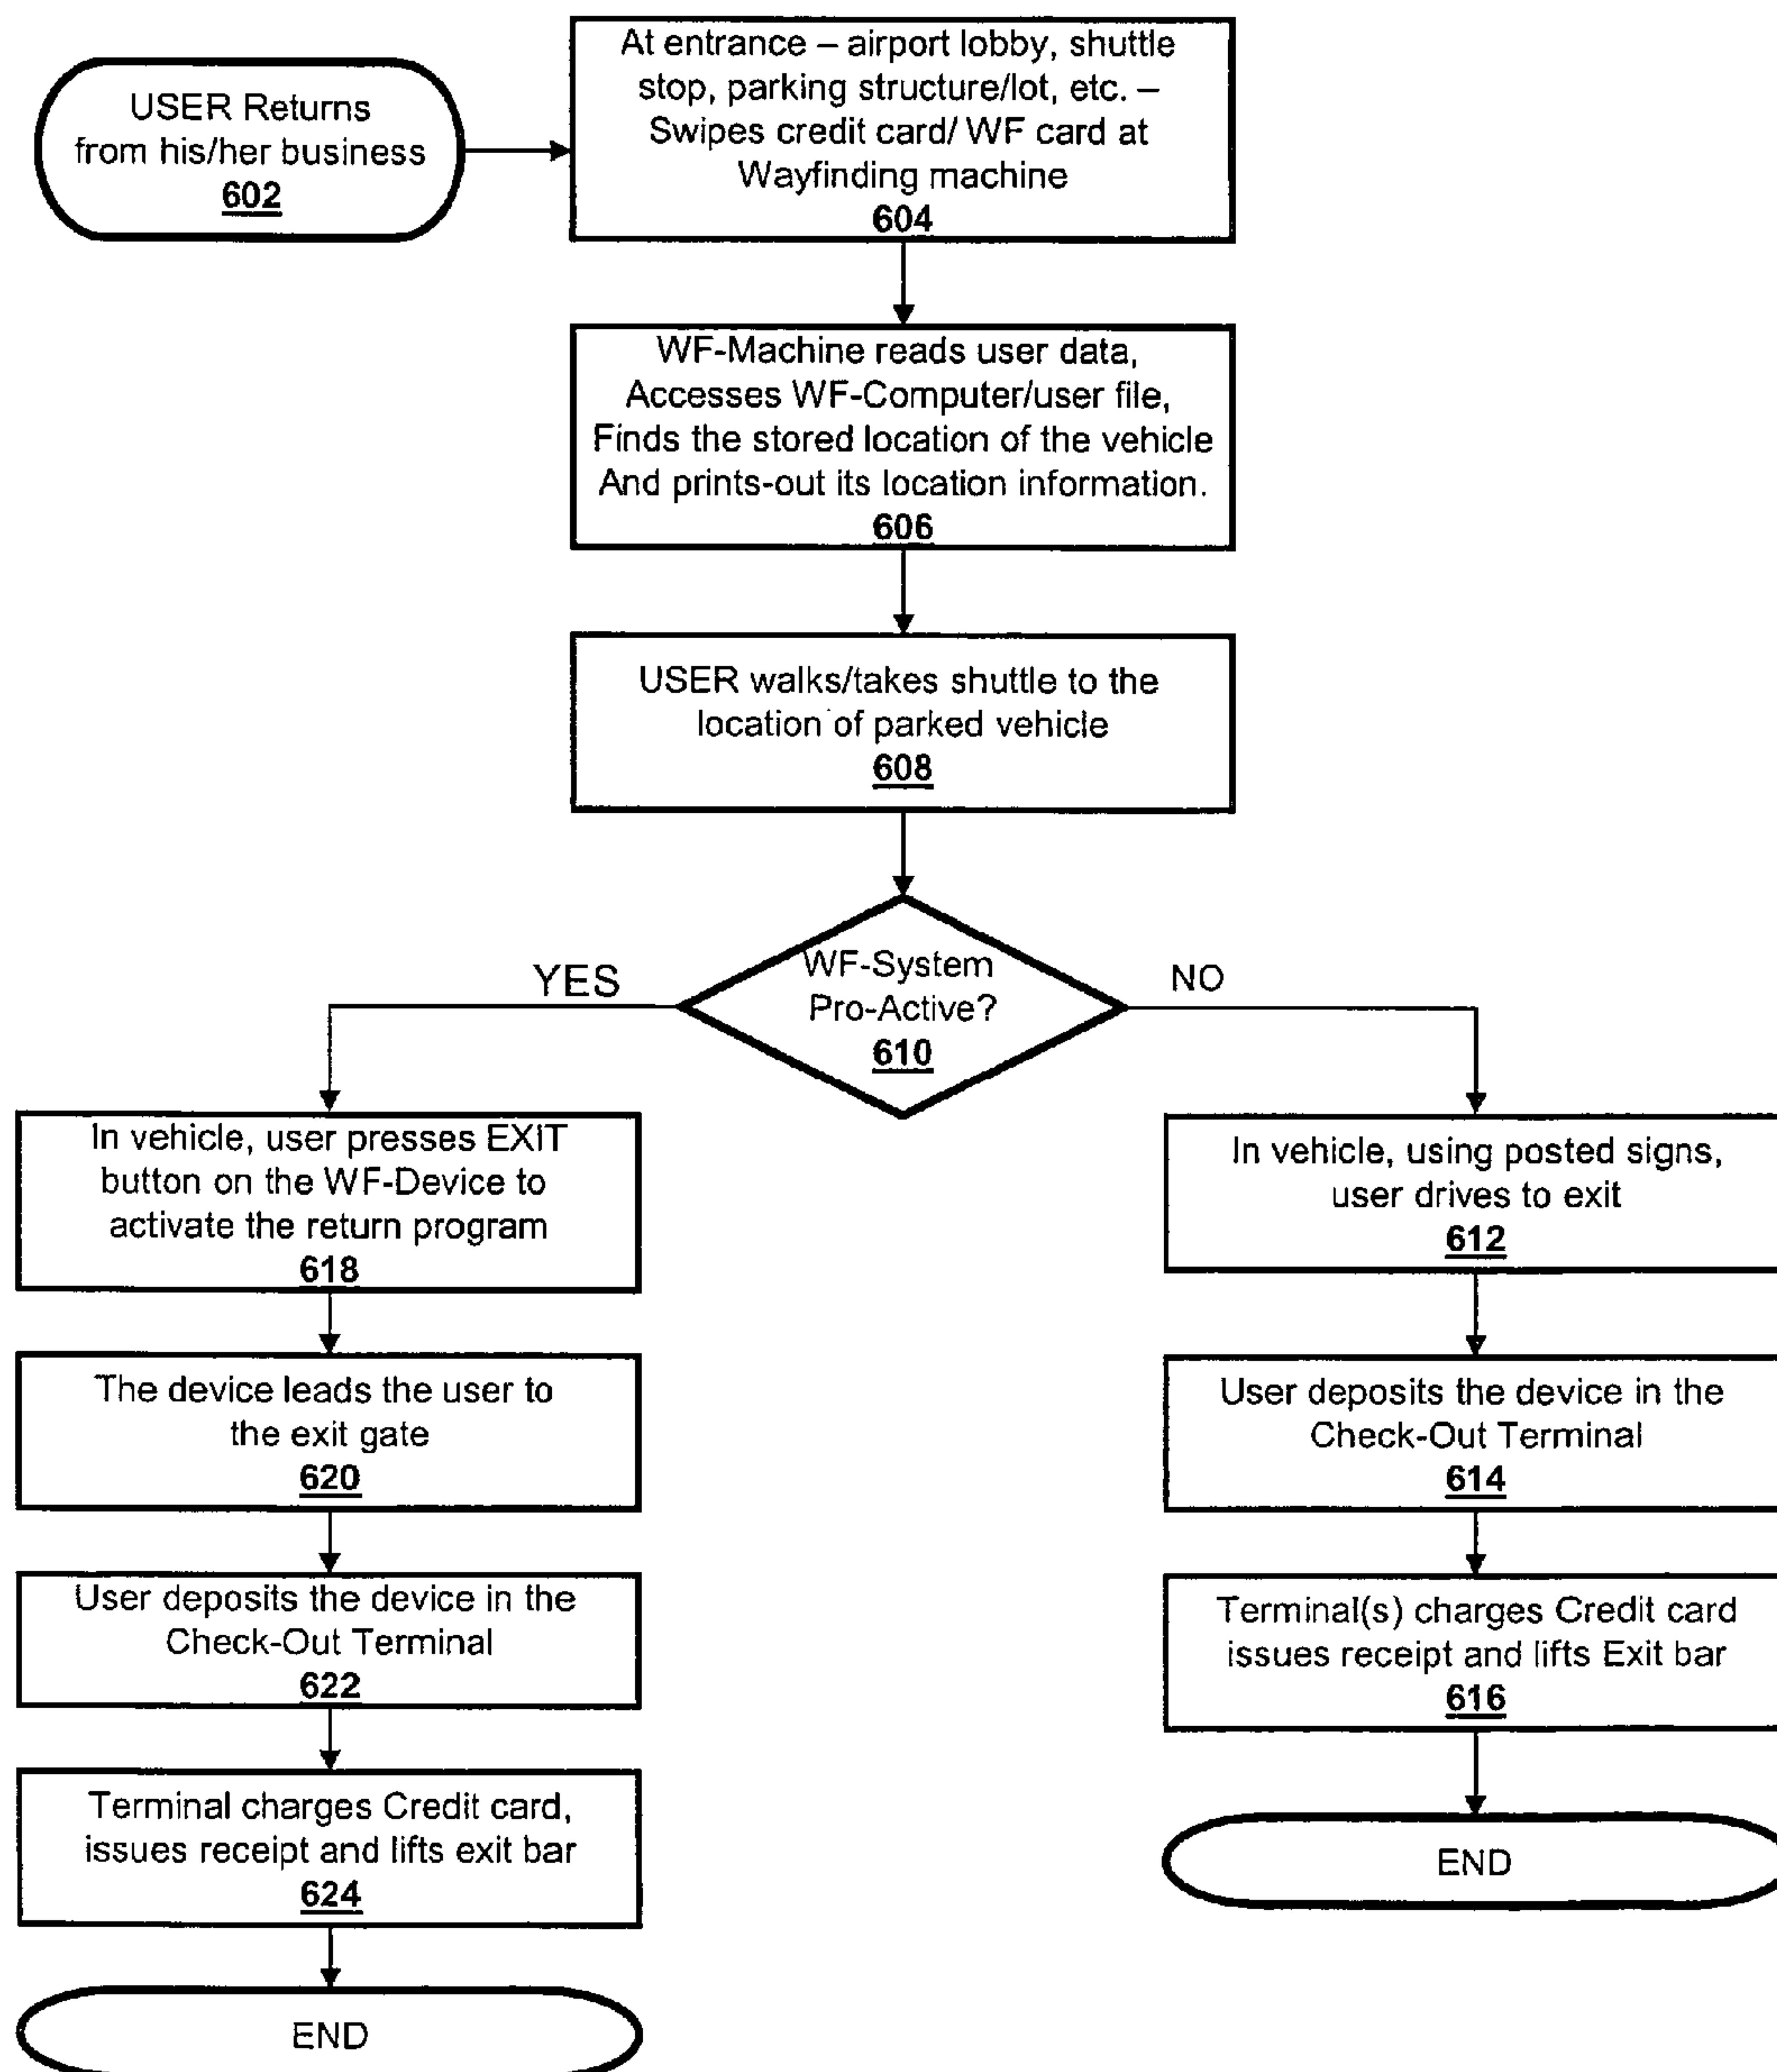 USER Returns
from his/her business
602
At entrance – airport lobby, shuttle
stop, parking structure/lot, etc. –
Swipes credit card/ WF card at
Wayfinding machine
604
WF-Machine reads user data,
Accesses WF-Computer/user file,
Finds the stored location of the vehicle
And prints-out its location information.
606
USER walks/takes shuttle to the
location of parked vehicle
608
WF-System
Pro-Active?
610
YES
NO
In vehicle, user presses EXIT
button on the WF-Device to
activate the return program
618
The device leads the user to
the exit gate
620
User deposits the device in the
Check-Out Terminal
622
Terminal charges Credit card,
issues receipt and lifts exit bar
624
END
In vehicle, using posted signs,
user drives to exit
612
User deposits the device in the
Check-Out Terminal
614
Terminal(s) charges Credit card
issues receipt and lifts Exit bar
616
END